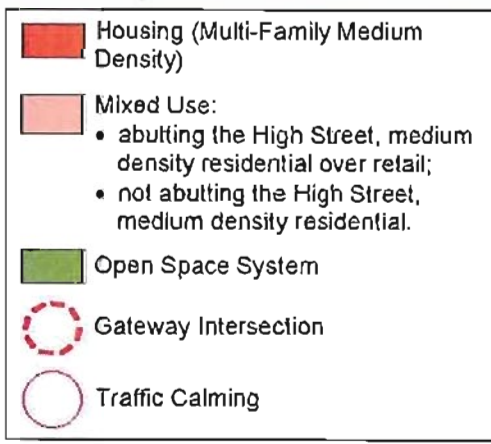 Housing (Multi-Family Medium
Density)
Mixed Use:
• abutting the High Street, medium
density residential over retail;
• not abutting the High Street,
medium density residential.
Open Space System
Gateway Intersection
Traffic Calming